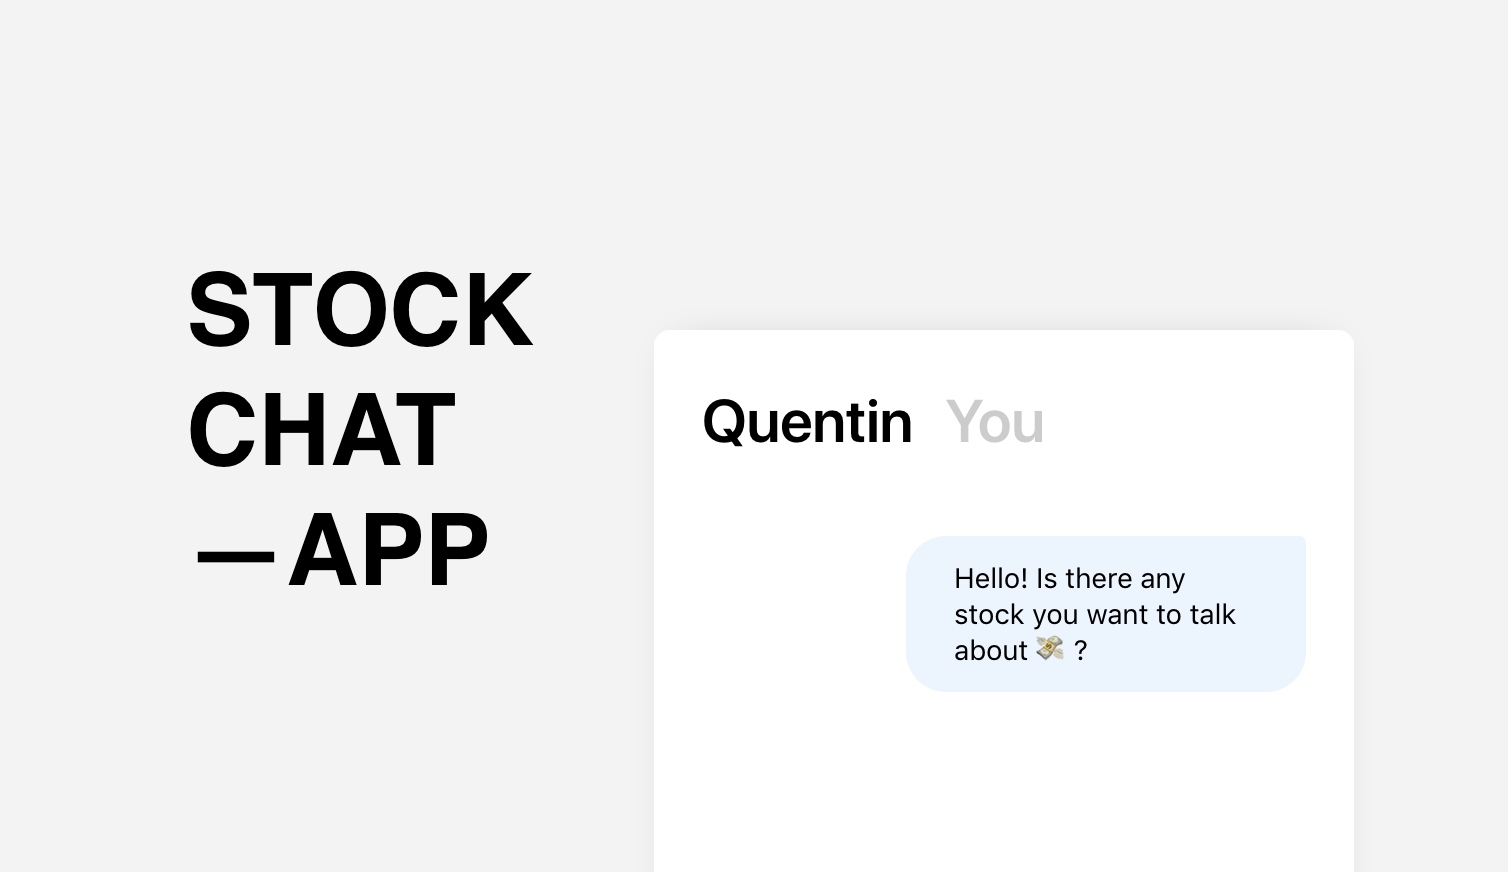 STOCK
CHAT
—APP
Quentin You
Hello! Is there any
stock you want to talk
about 💸 ?